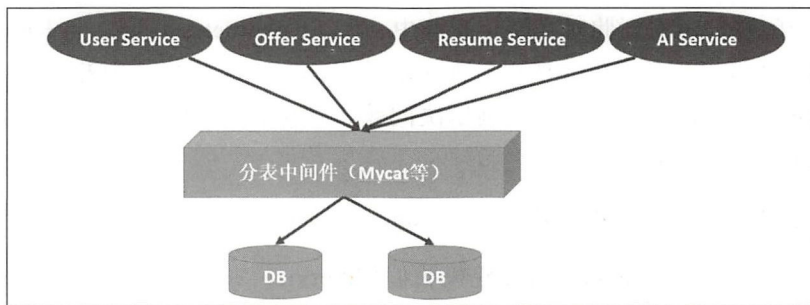 User Service
Offer Service
Resume Service
AI Service
分表中间件（Mycat等）
DB
DB